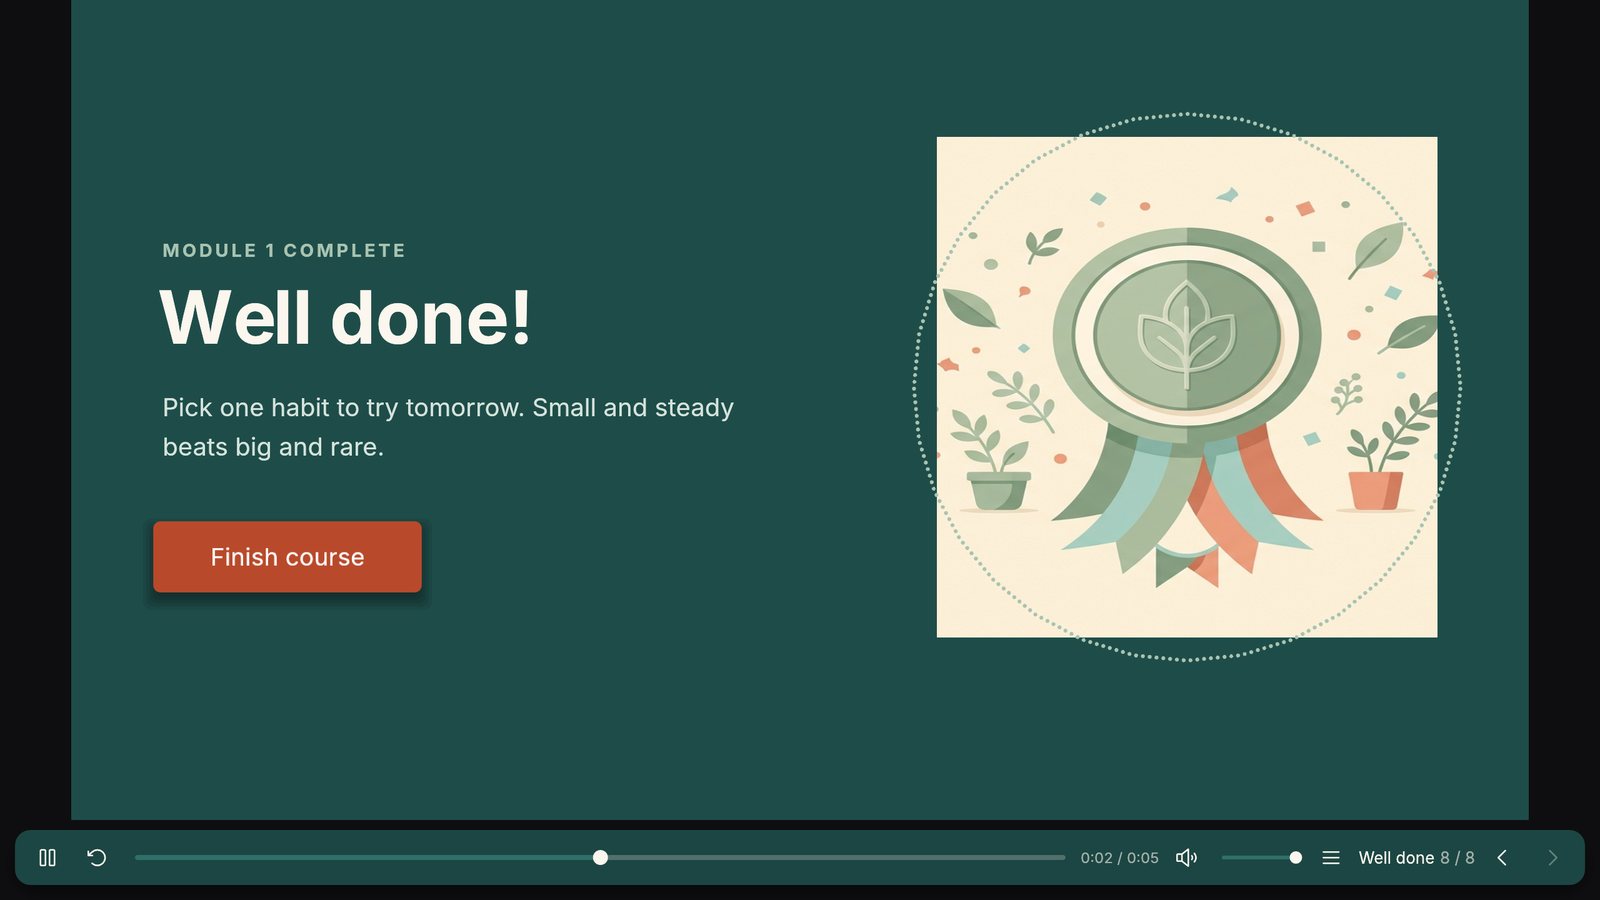 MODULE 1 COMPLETE
Well done!
Pick one habit to try tomorrow. Small and steady
beats big and rare.
Finish course
0:02 / 0:05
Well done 8 / 8